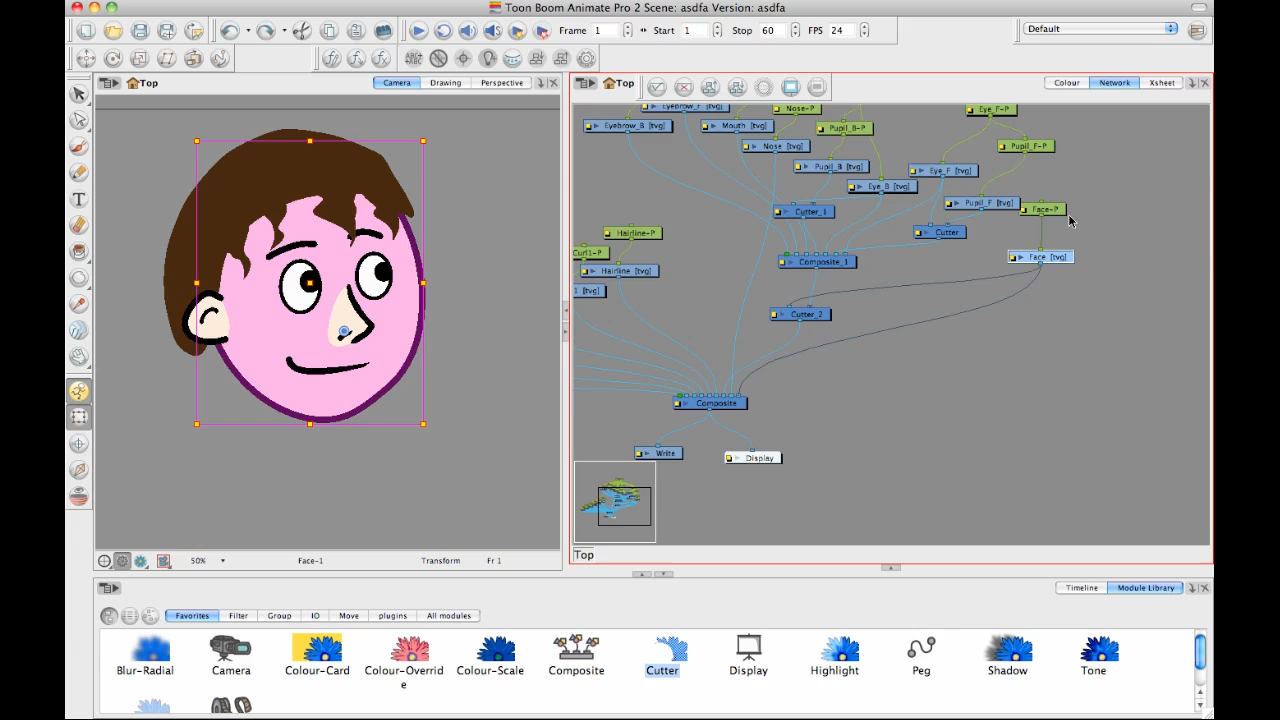 Toon Boom Animate Pro 2 Scene: asdfa Version: asdfa
Frame 1 Start 1 Stop 60 FPS 24 Default
Top Camera Drawing Perspective
Top Colour Network Xsheet
Eyebrow_F [tvg] Nose-P Eye_F-P
Eyebrow_B [tvg] Mouth [tvg] Pupil_B-P
Nose [tvg] Pupil_F-P
Pupil_B [tvg] Eye_F [tvg]
Eye_B [tvg]
Cutter_1 Pupil_F [tvg] Face-P
Hairline-P Cutter
Curl1-P Composite_1 Face [tvg]
Hairline [tvg]
1 [tvg]
Cutter_2
Composite
Write Display
Top
50% Face-1 Transform Fr 1
Timeline Module Library
Favorites Filter Group IO Move plugins All modules
Blur-Radial Camera Colour-Card Colour-Overrid Colour-Scale Composite Cutter Display Highlight Peg Shadow Tone
e